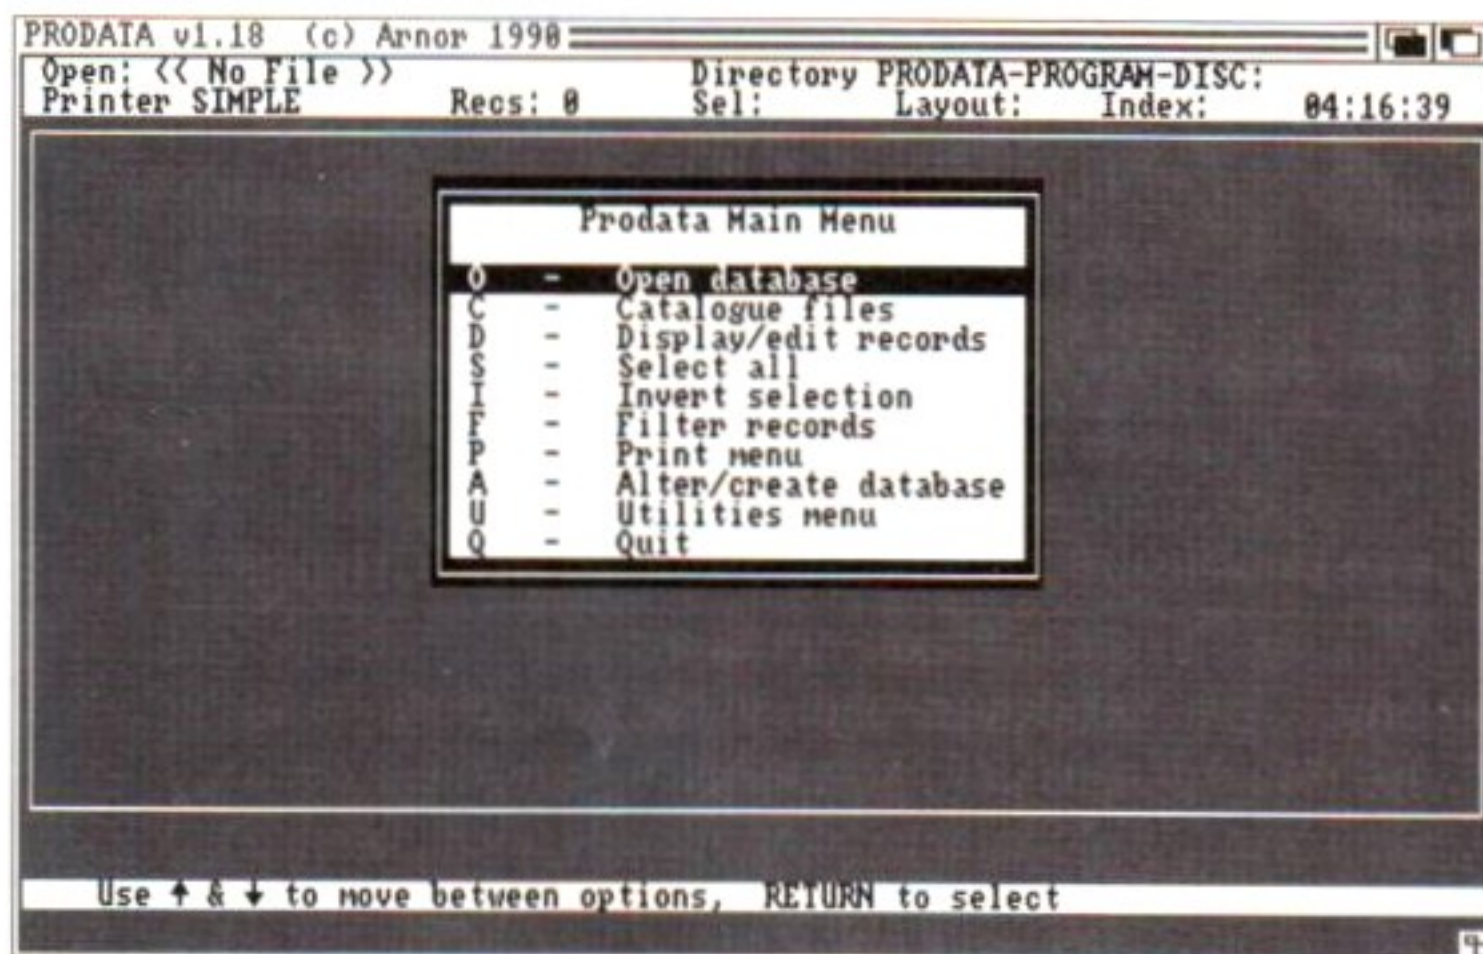 PRODATA v1.18 (c) Arnor 1990
Open: << No File >> Directory PRODATA-PROGRAM-DISC:
Printer SIMPLE Recs: 0 Sel: Layout: Index: 04:16:39
Prodata Main Menu
O - Open database
C - Catalogue files
D - Display/edit records
S - Select all
I - Invert selection
F - Filter records
P - Print menu
A - Alter/create database
U - Utilities menu
Q - Quit
Use ↑ & ↓ to move between options, RETURN to select